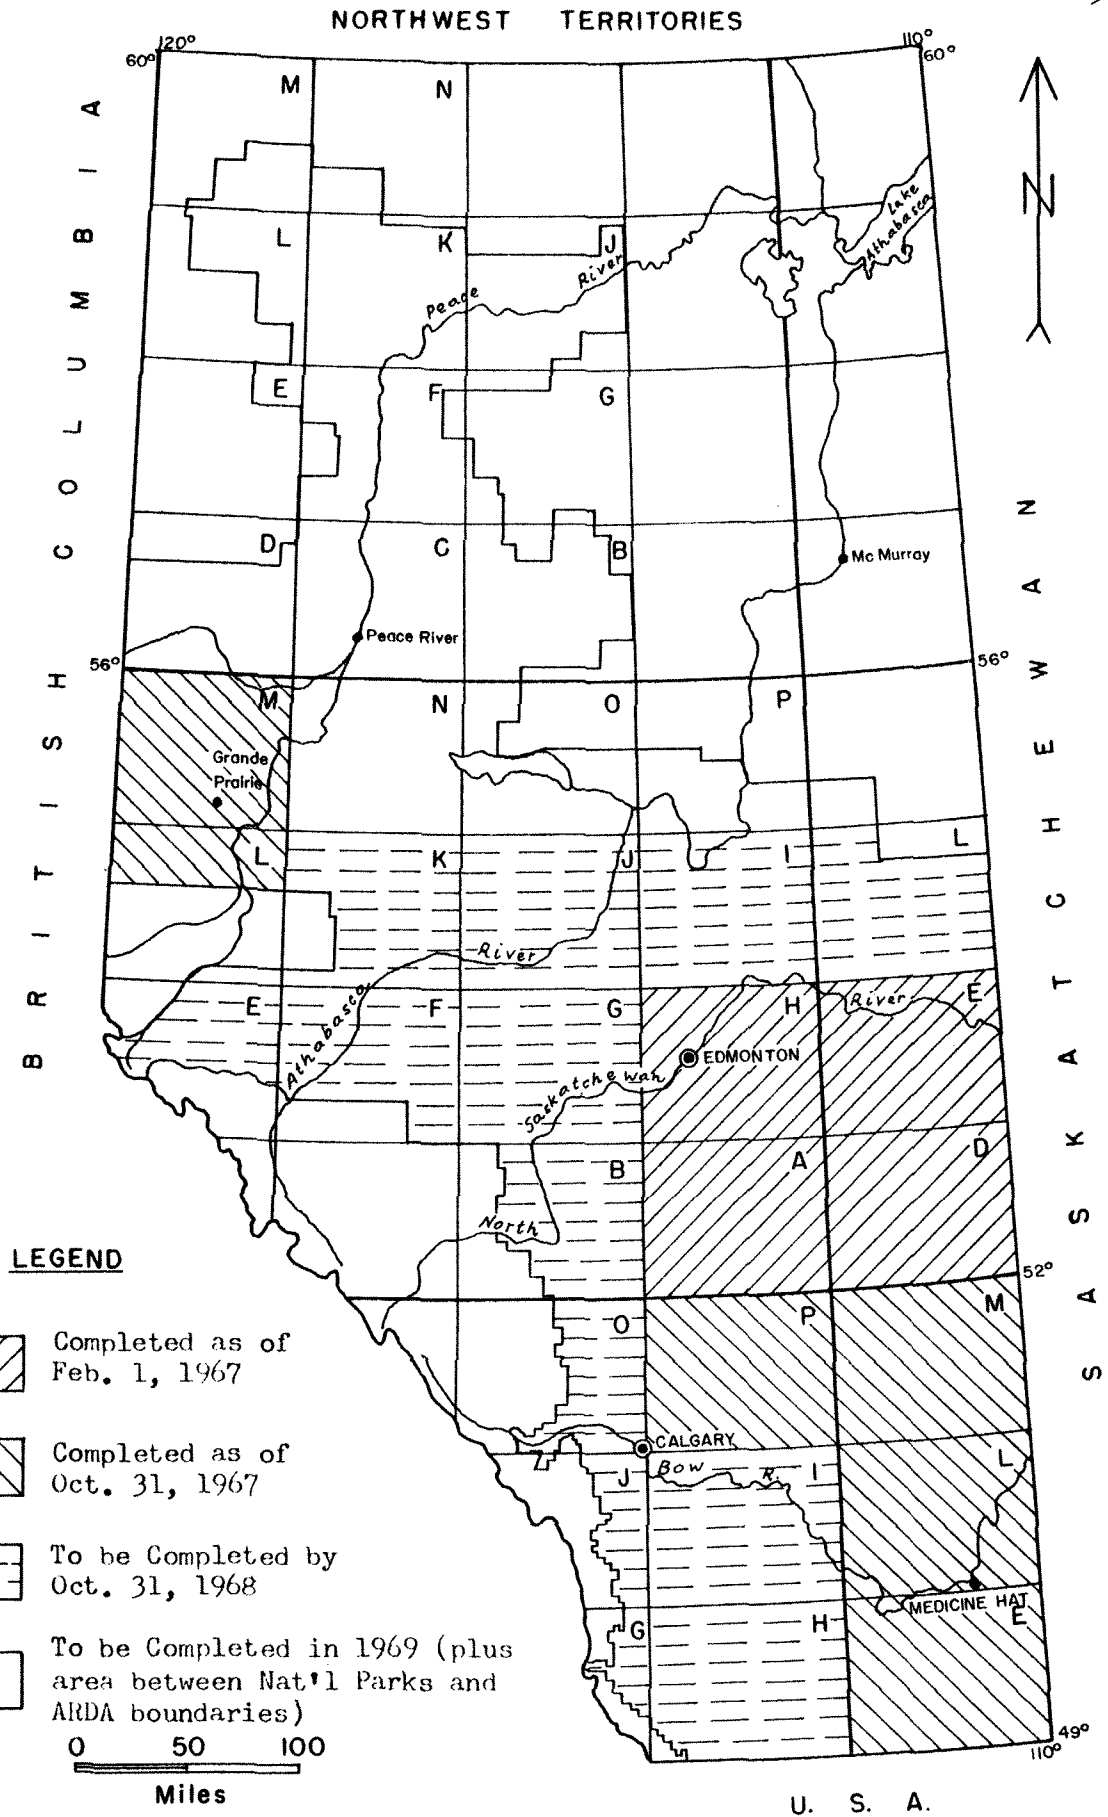 NORTHWEST TERRITORIES
120°
110°
60°
60°
M
N
BRITISH COLUMBIA
N
L
K
J
Lake
Athabasca
Peace
River
E
F
G
D
C
B
Mc Murray
Peace River
56°
56°
M
N
O
P
Grande
Prairie
L
K
J
I
L
River
E
F
G
H
River
E
Athabasca
EDMONTON
Saskatchewan
B
A
D
North
SASKATCHEWAN
52°
O
P
M
CALGARY
J
Bow R.
I
L
MEDICINE HAT
G
H
E
49°
110°
LEGEND
Completed as of
Feb. 1, 1967
Completed as of
Oct. 31, 1967
To be Completed by
Oct. 31, 1968
To be Completed in 1969 (plus
area between Nat'l Parks and
ARDA boundaries)
0 50 100
Miles
U. S. A.